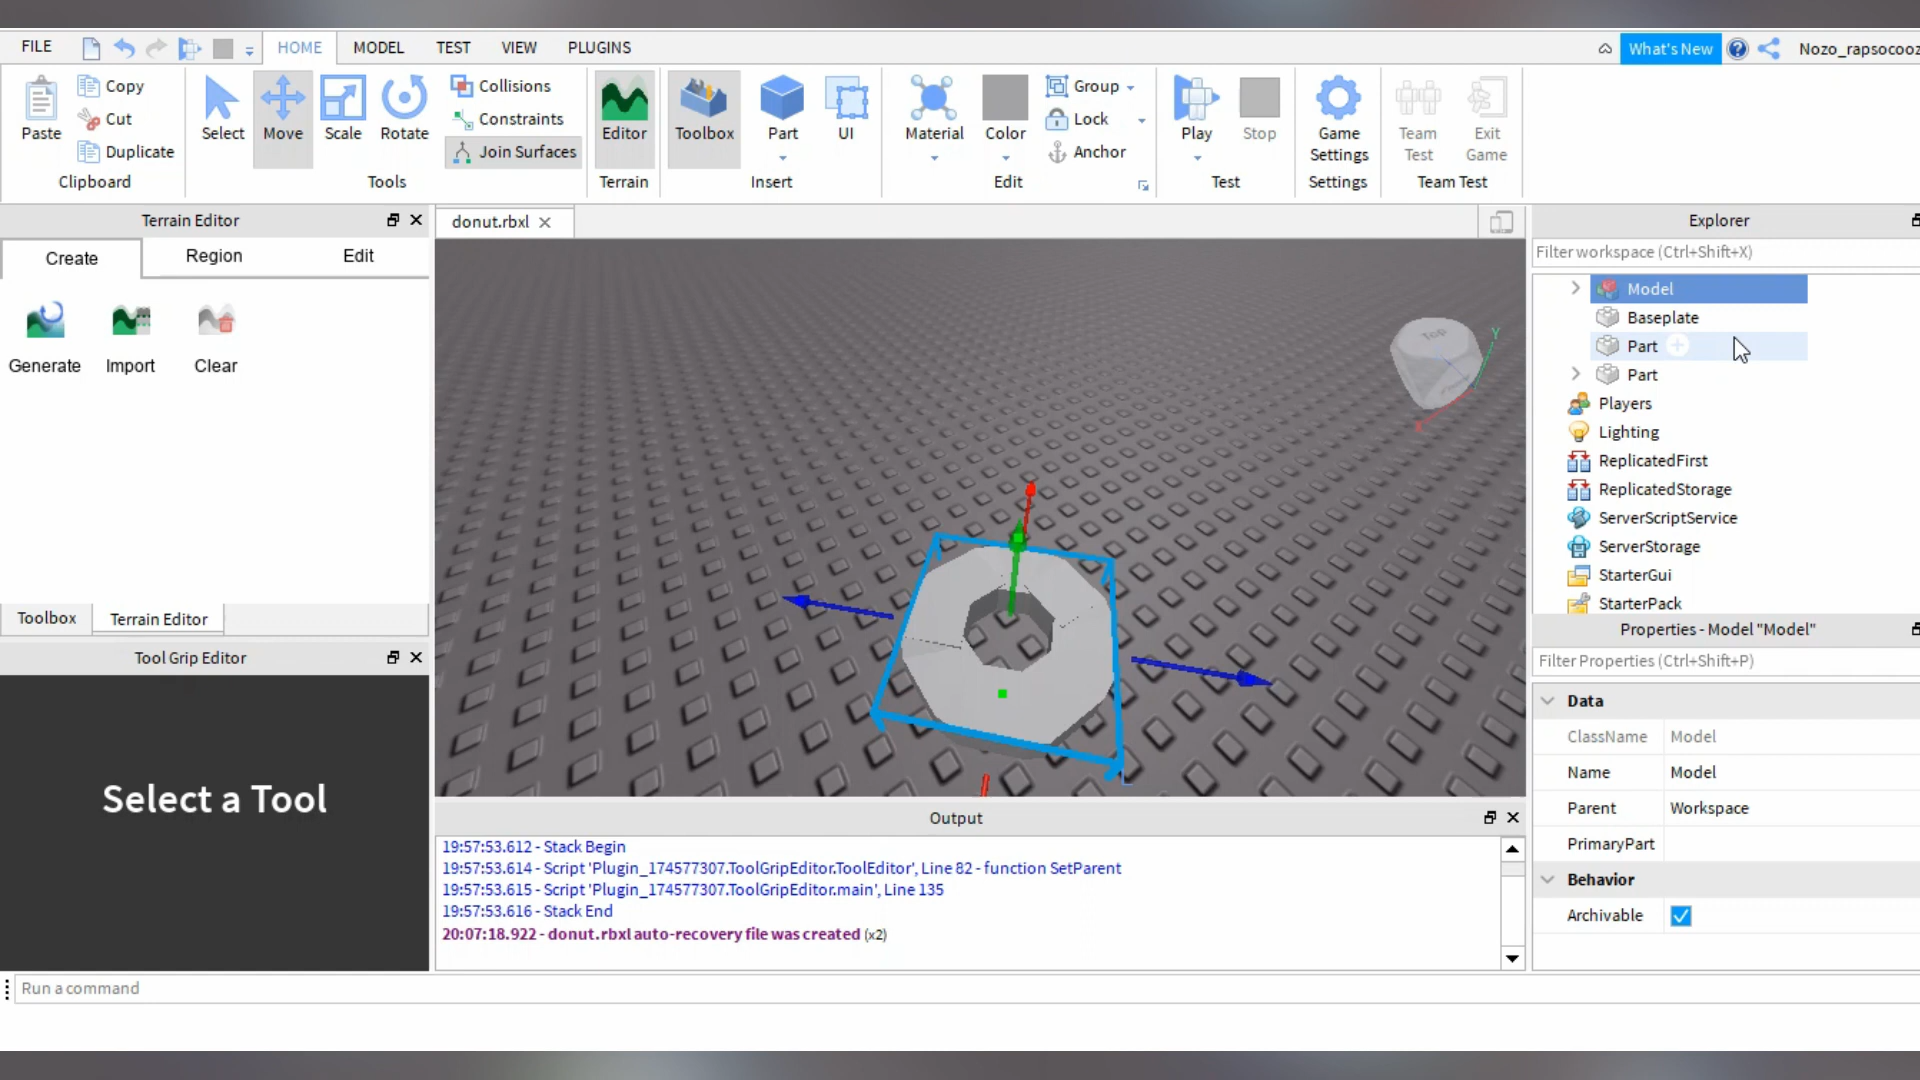 FILE HOME MODEL TEST VIEW PLUGINS What's New Nozo_rapsocooz
Paste Copy Cut Duplicate Select Move Scale Rotate Collisions Constraints Join Surfaces Editor Toolbox Part UI Material Color Group Lock Anchor Play Stop Game Settings Team Test Exit Game
Clipboard Tools Terrain Insert Edit Test Settings Team Test
Terrain Editor
Create Region Edit
Generate Import Clear
Toolbox Terrain Editor
Tool Grip Editor
Select a Tool
donut.rbxl
TOP
Y
X
Output
19:57:53.612 - Stack Begin
19:57:53.614 - Script 'Plugin_174577307.ToolGripEditor.ToolEditor', Line 82 - function SetParent
19:57:53.615 - Script 'Plugin_174577307.ToolGripEditor.main', Line 135
19:57:53.616 - Stack End
20:07:18.922 - donut.rbxl auto-recovery file was created (x2)
Explorer
Filter workspace (Ctrl+Shift+X)
Model
Baseplate
Part
Part
Players
Lighting
ReplicatedFirst
ReplicatedStorage
ServerScriptService
ServerStorage
StarterGui
StarterPack
Properties - Model "Model"
Filter Properties (Ctrl+Shift+P)
Data
ClassName Model
Name Model
Parent Workspace
PrimaryPart
Behavior
Archivable
Run a command